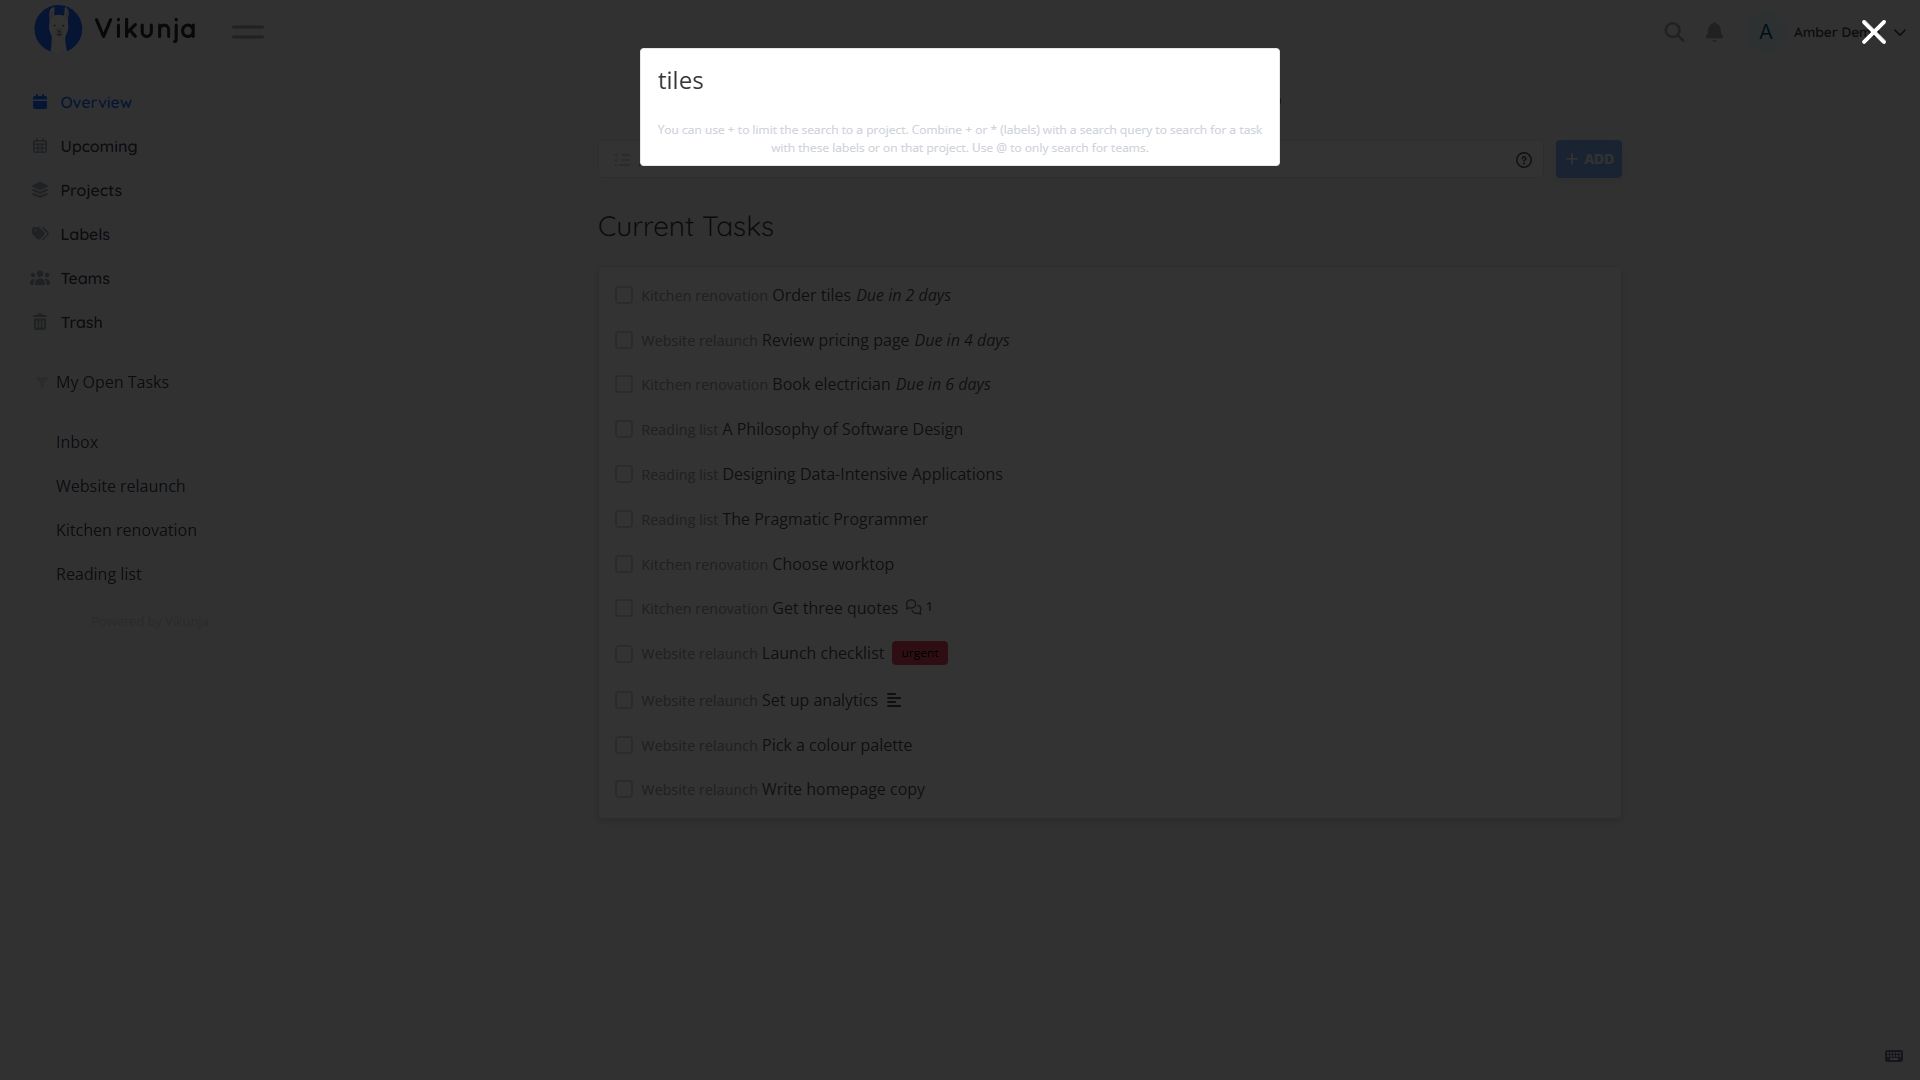 Vikunja
tiles
You can use + to limit the search to a project. Combine + or * (labels) with a search query to search for a task
with these labels or on that project. Use @ to only search for teams.
A
+ ADD
Overview
Upcoming
Projects
Labels
Teams
Trash
My Open Tasks
Inbox
Website relaunch
Kitchen renovation
Reading list
Powered by Vikunja
Current Tasks
Kitchen renovation Order tiles Due in 2 days
Website relaunch Review pricing page Due in 4 days
Kitchen renovation Book electrician Due in 6 days
Reading list A Philosophy of Software Design
Reading list Designing Data-Intensive Applications
Reading list The Pragmatic Programmer
Kitchen renovation Choose worktop
Kitchen renovation Get three quotes 1
Website relaunch Launch checklist urgent
Website relaunch Set up analytics
Website relaunch Pick a colour palette
Website relaunch Write homepage copy
Amber